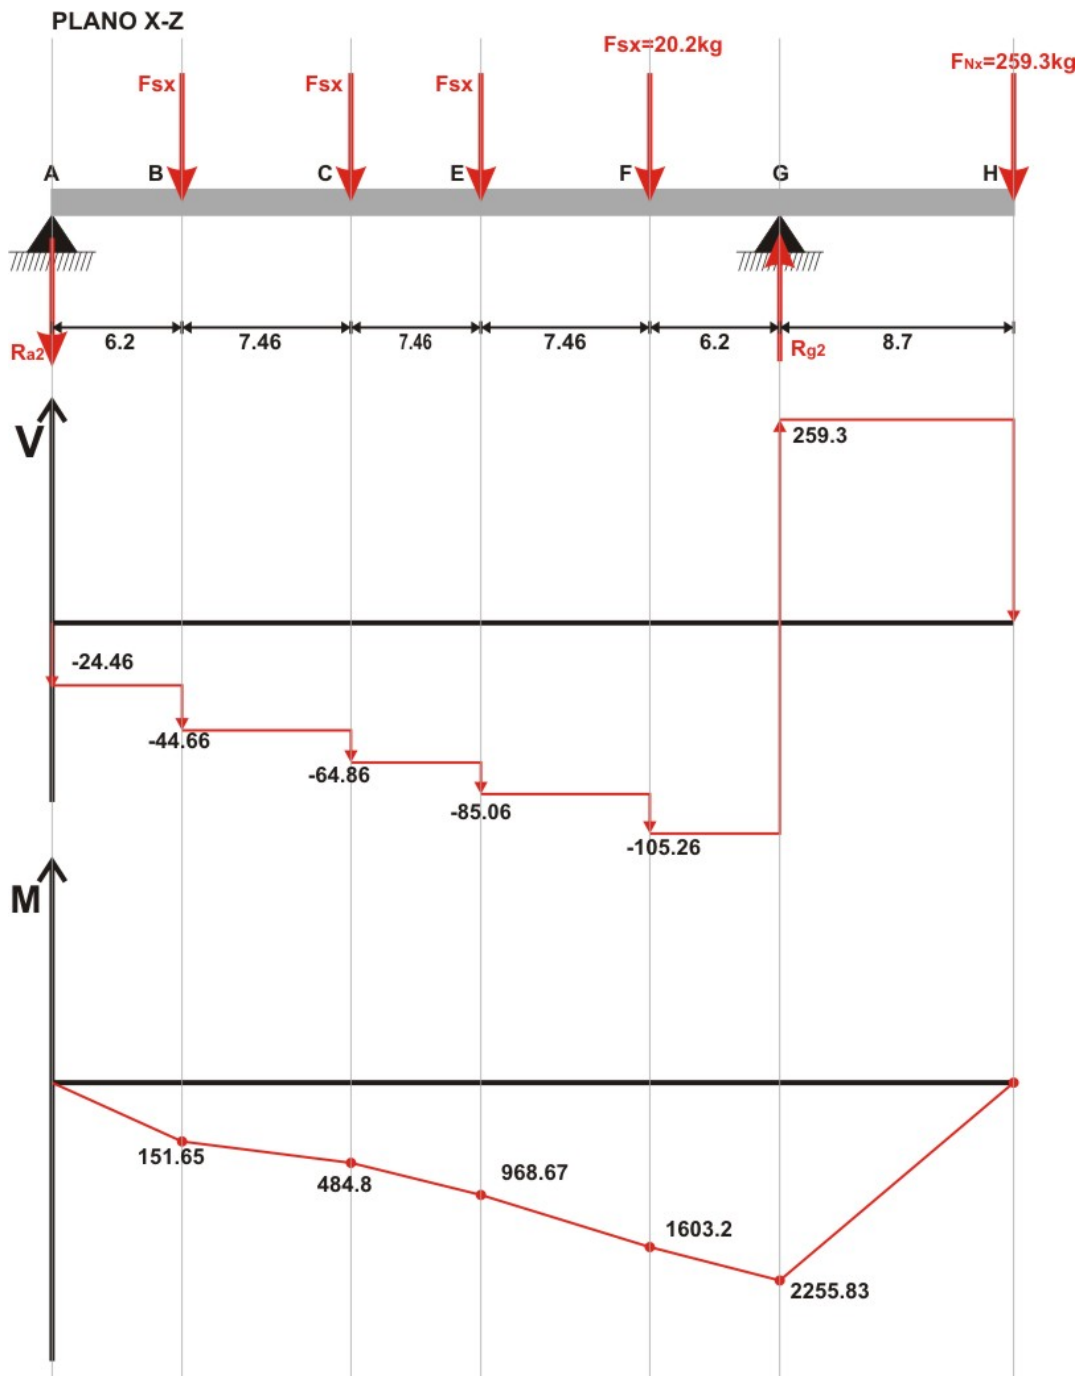 PLANO X-Z
Fsx=20.2kg
FNx=259.3kg
Fsx Fsx Fsx
A B C E F G H
Ra2 6.2 7.46 7.46 7.46 6.2 Rg2 8.7
V
259.3
-24.46
-44.66
-64.86
-85.06
-105.26
M
151.65
484.8
968.67
1603.2
2255.83